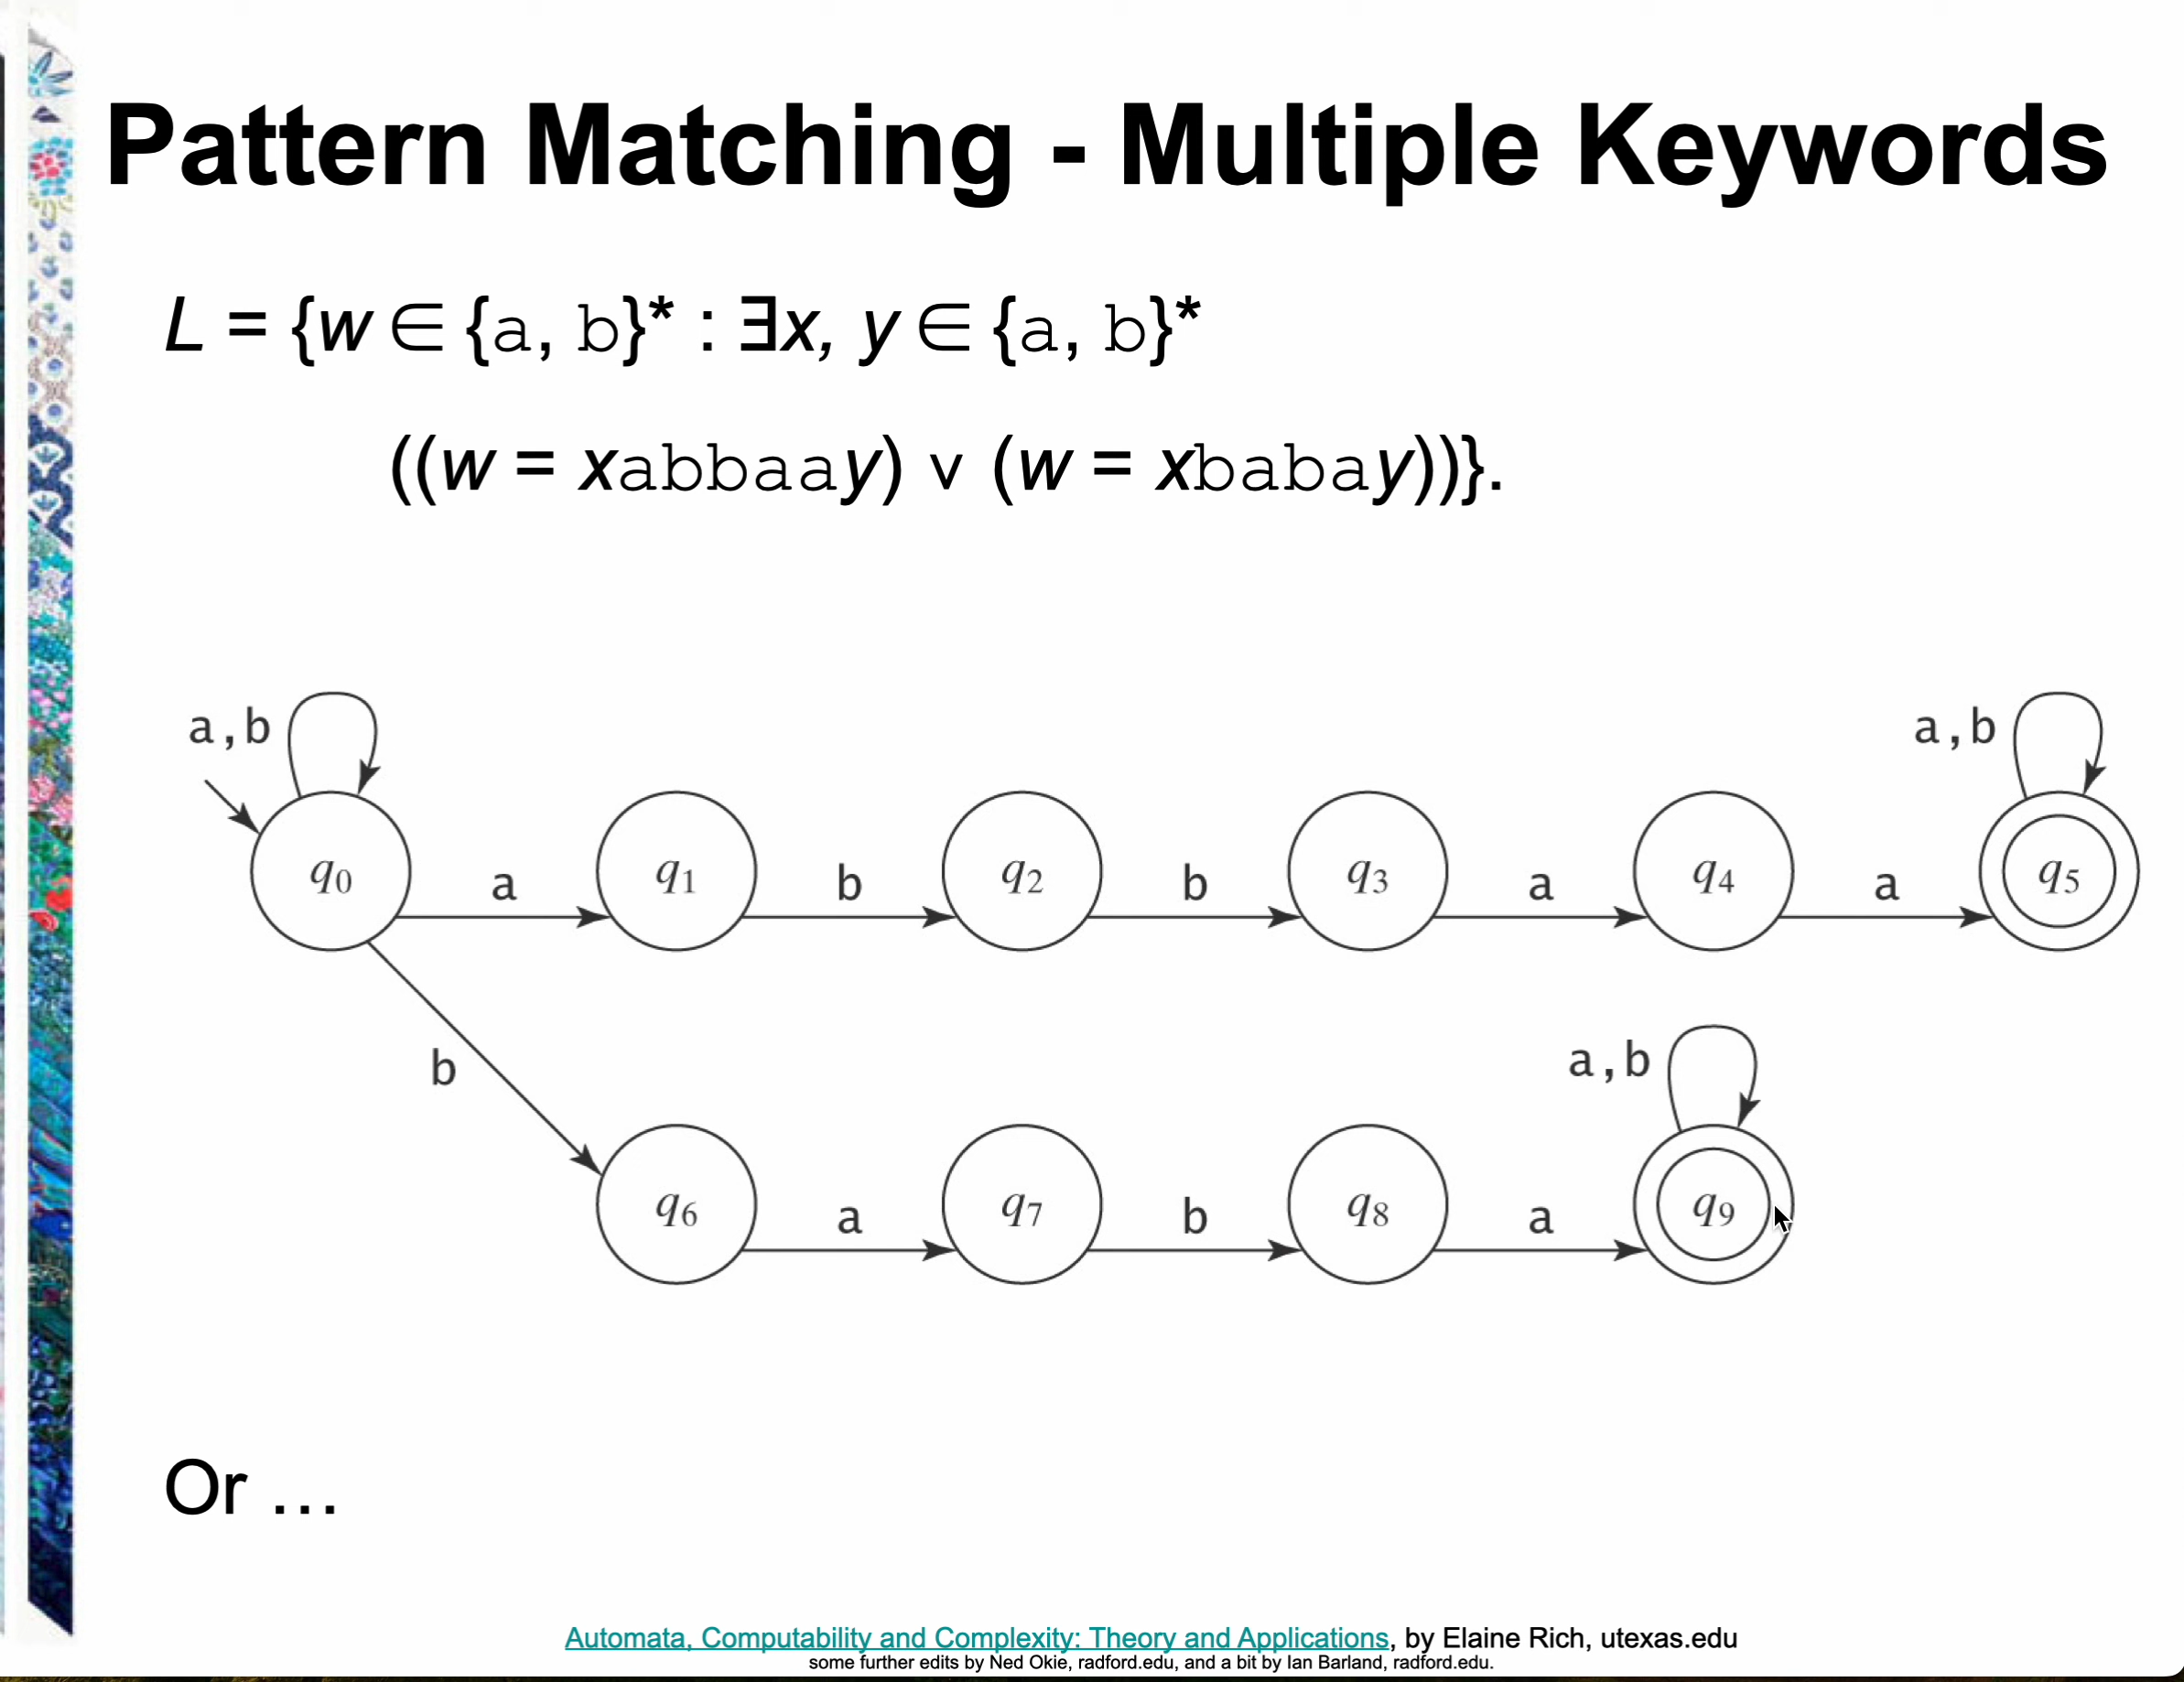 Pattern Matching - Multiple Keywords
L = {w ∈ {a, b}* : ∃x, y ∈ {a, b}*
((w = xabbaay) ∨ (w = xbabay))}.
a,b
a,b
q0
a
q1
b
q2
b
q3
a
q4
a
q5
b
a,b
q6
a
q7
b
q8
a
q9
Or …
Automata, Computability and Complexity: Theory and Applications, by Elaine Rich, utexas.edu
some further edits by Ned Okie, radford.edu, and a bit by Ian Barland, radford.edu.